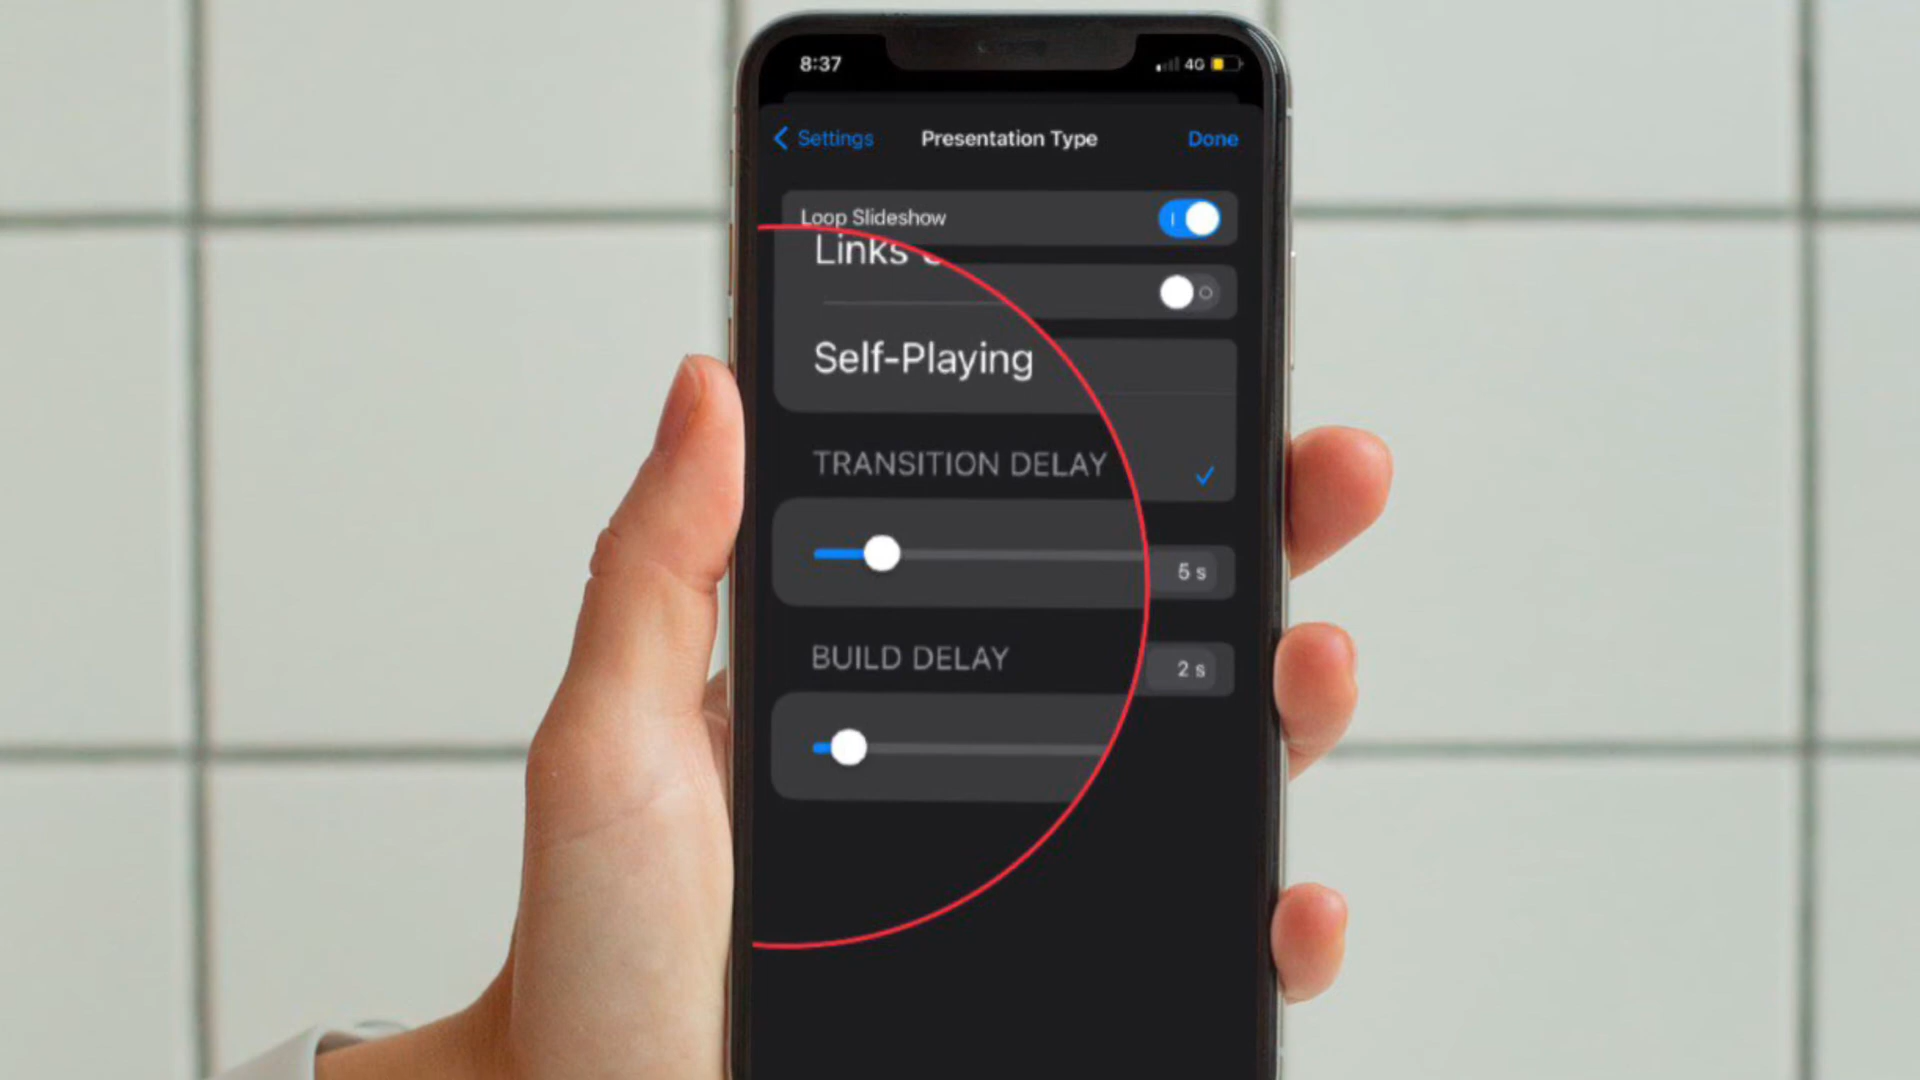 8:37 4G
Settings Presentation Type Done
Loop Slideshow
Links
Self-Playing
TRANSITION DELAY
5 s
BUILD DELAY
2 s